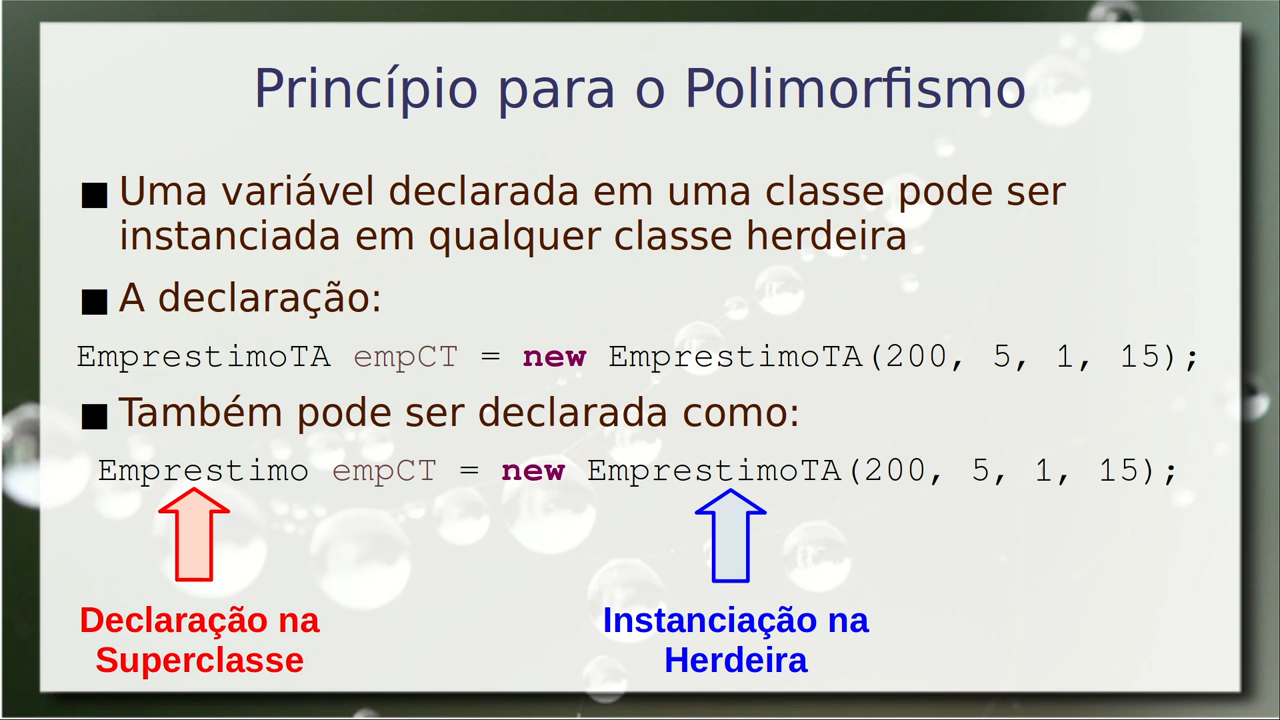 Princípio para o Polimorfismo
■ Uma variável declarada em uma classe pode ser
instanciada em qualquer classe herdeira
■ A declaração:
EmprestimoTA empCT = new EmprestimoTA(200, 5, 1, 15);
■ Também pode ser declarada como:
Emprestimo empCT = new EmprestimoTA(200, 5, 1, 15);
Declaração na Instanciação na
Superclasse Herdeira